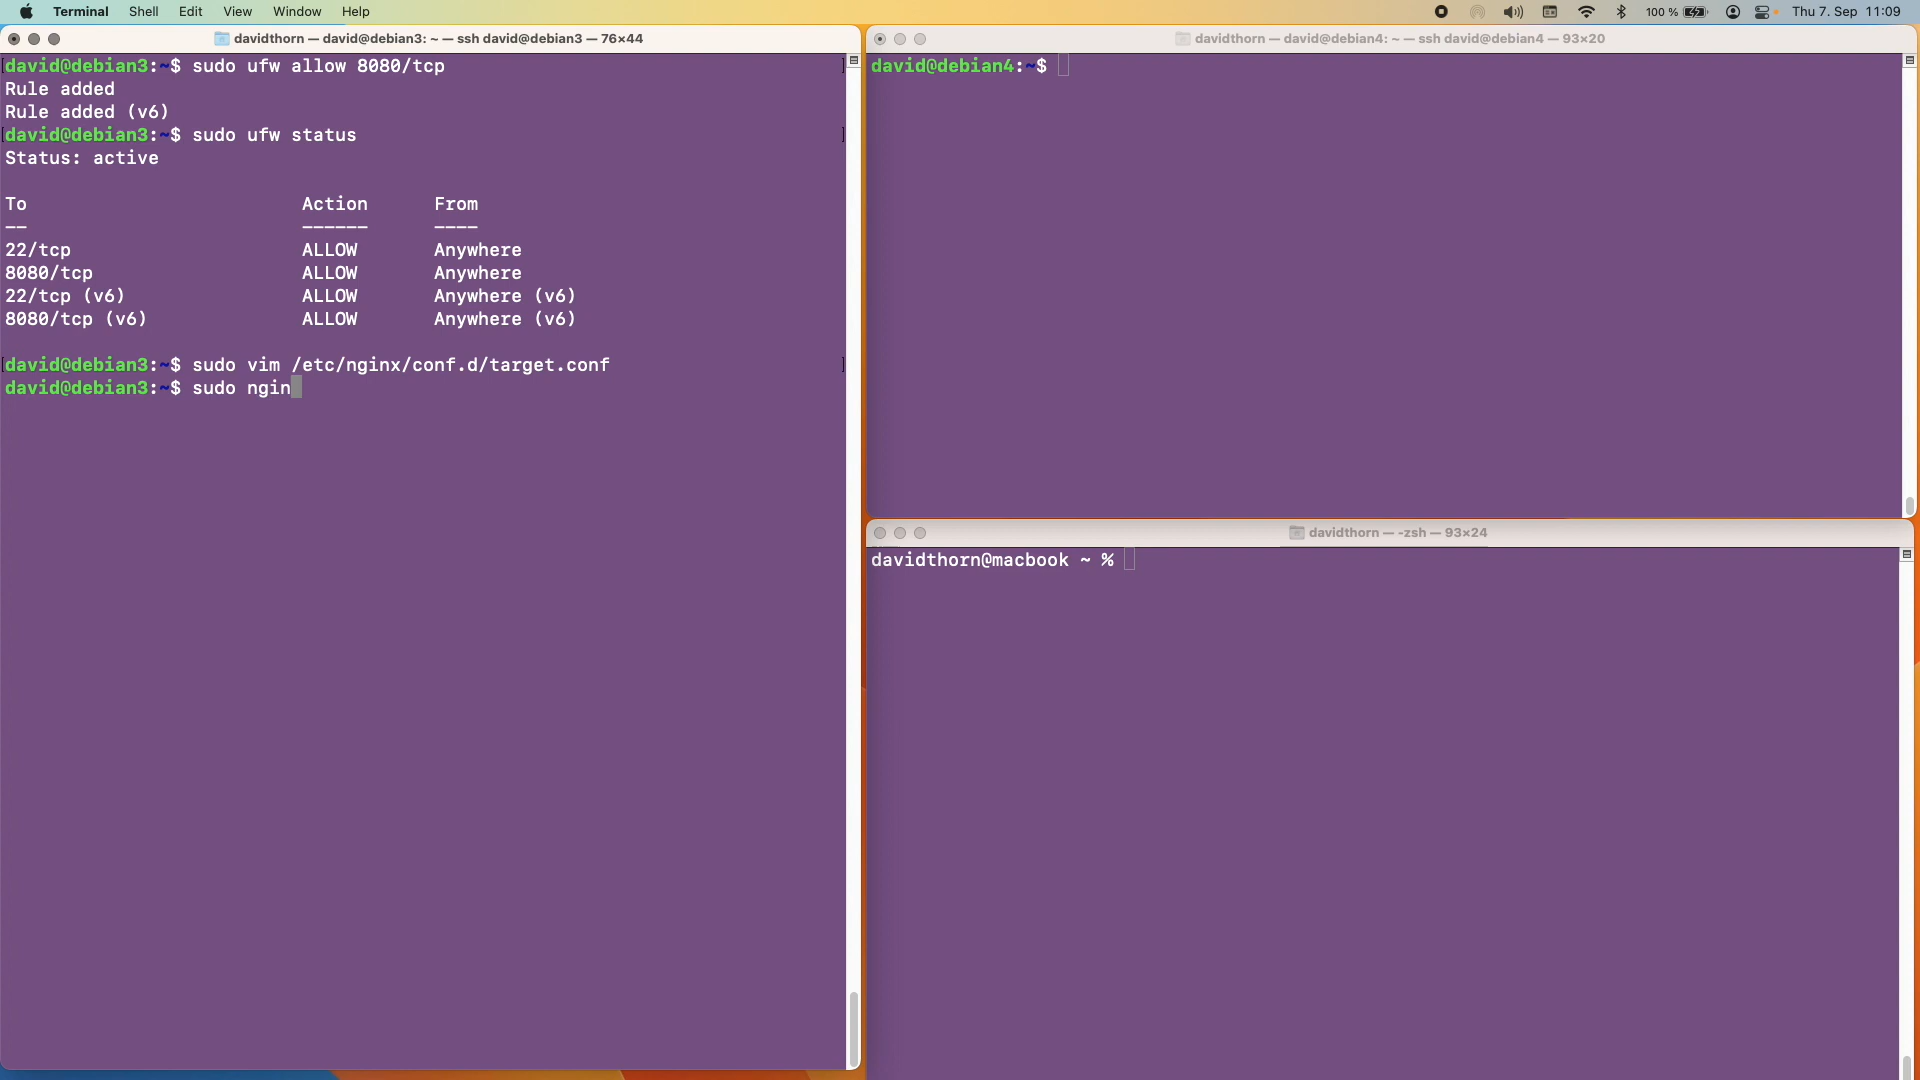 Terminal Shell Edit View Window Help 100 % Thu 7. Sep 11:09
davidthorn — david@debian3: ~ — ssh david@debian3 — 76×44
david@debian3:~$ sudo ufw allow 8080/tcp
Rule added
Rule added (v6)
david@debian3:~$ sudo ufw status
Status: active
To Action From
-- ------ ----
22/tcp ALLOW Anywhere
8080/tcp ALLOW Anywhere
22/tcp (v6) ALLOW Anywhere (v6)
8080/tcp (v6) ALLOW Anywhere (v6)
david@debian3:~$ sudo vim /etc/nginx/conf.d/target.conf
david@debian3:~$ sudo ngin
davidthorn — david@debian4: ~ — ssh david@debian4 — 93×20
david@debian4:~$
davidthorn — -zsh — 93×24
davidthorn@macbook ~ %